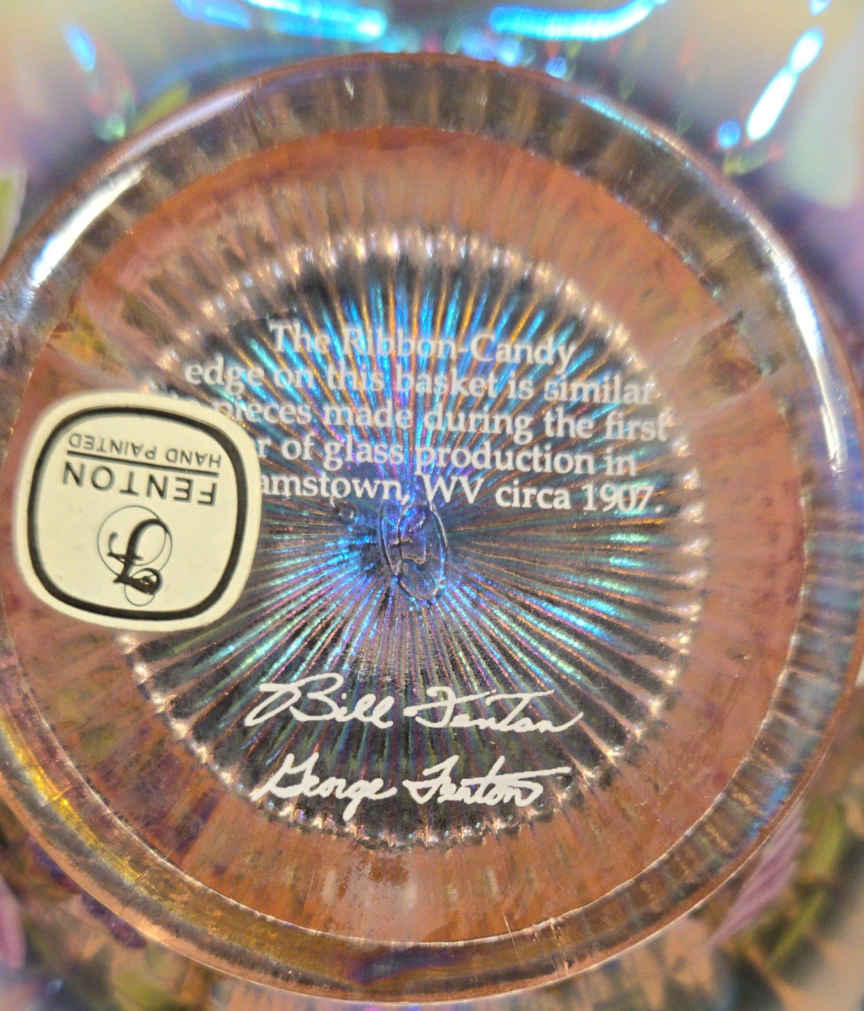 The Ribbon-Candy
edge on this basket is similar
pieces made during the first
of glass production in
WV circa 1907.
FENTON
HAND PAINTED
Bill Fenton
George Fenton